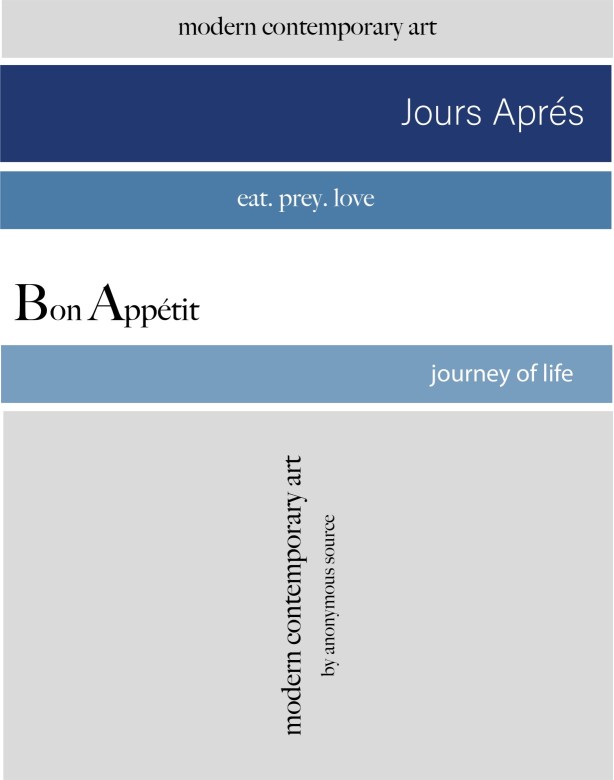 modern contemporary art
Jours Aprés
eat. prey. love
Bon Appétit
journey of life
modern contemporary art
by anonymous source